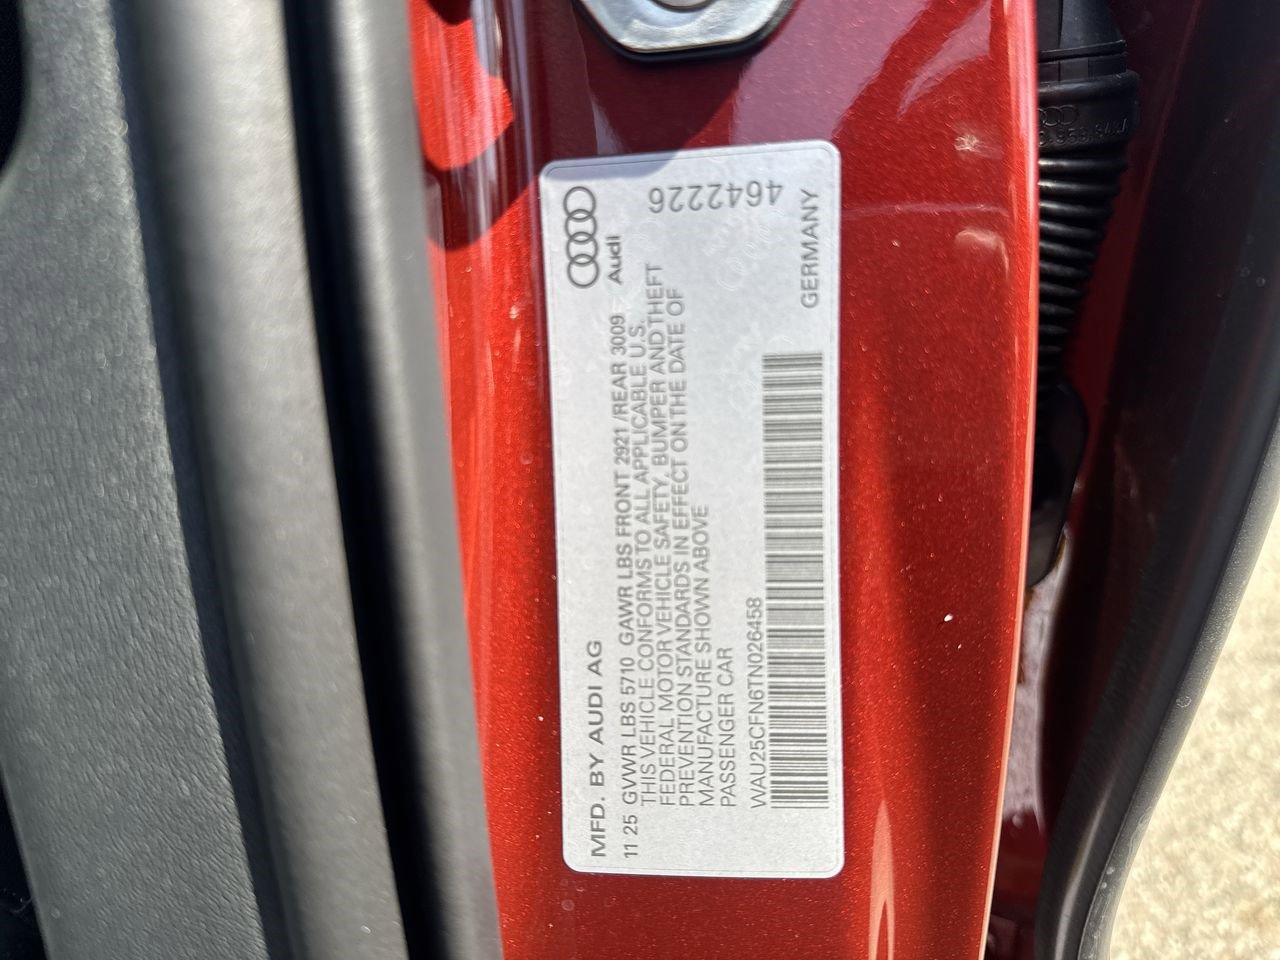 MFD. BY AUDI AG
Audi
11 25 GVWR LBS 5710 GAWR LBS FRONT 2921 /REAR 3009
THIS VEHICLE CONFORMS TO ALL APPLICABLE U.S.
FEDERAL MOTOR VEHICLE SAFETY, BUMPER AND THEFT
PREVENTION STANDARDS IN EFFECT ON THE DATE OF
MANUFACTURE SHOWN ABOVE
PASSENGER CAR
WAU25CFN6TN026458
GERMANY
4642226